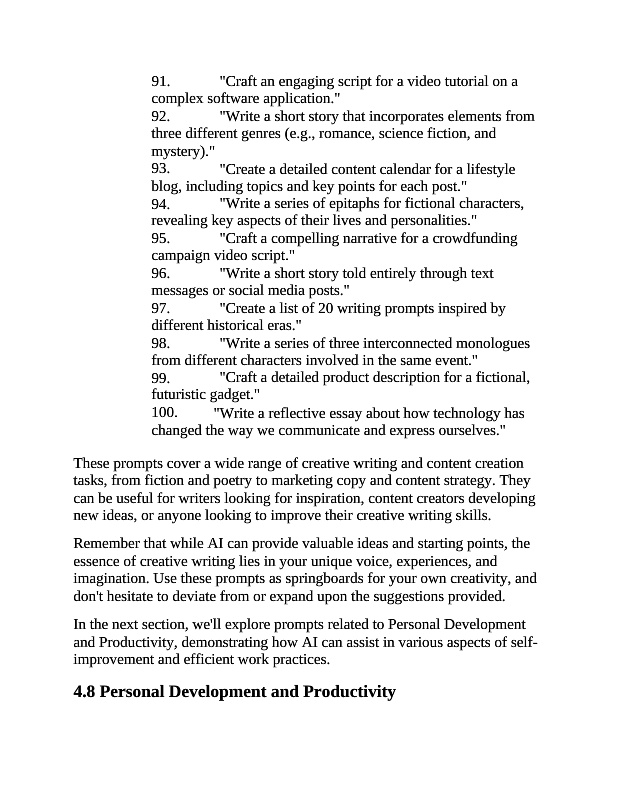 91. "Craft an engaging script for a video tutorial on a
complex software application."
92. "Write a short story that incorporates elements from
three different genres (e.g., romance, science fiction, and
mystery)."
93. "Create a detailed content calendar for a lifestyle
blog, including topics and key points for each post."
94. "Write a series of epitaphs for fictional characters,
revealing key aspects of their lives and personalities."
95. "Craft a compelling narrative for a crowdfunding
campaign video script."
96. "Write a short story told entirely through text
messages or social media posts."
97. "Create a list of 20 writing prompts inspired by
different historical eras."
98. "Write a series of three interconnected monologues
from different characters involved in the same event."
99. "Craft a detailed product description for a fictional,
futuristic gadget."
100. "Write a reflective essay about how technology has
changed the way we communicate and express ourselves."
These prompts cover a wide range of creative writing and content creation
tasks, from fiction and poetry to marketing copy and content strategy. They
can be useful for writers looking for inspiration, content creators developing
new ideas, or anyone looking to improve their creative writing skills.
Remember that while AI can provide valuable ideas and starting points, the
essence of creative writing lies in your unique voice, experiences, and
imagination. Use these prompts as springboards for your own creativity, and
don't hesitate to deviate from or expand upon the suggestions provided.
In the next section, we'll explore prompts related to Personal Development
and Productivity, demonstrating how AI can assist in various aspects of self-
improvement and efficient work practices.
4.8 Personal Development and Productivity